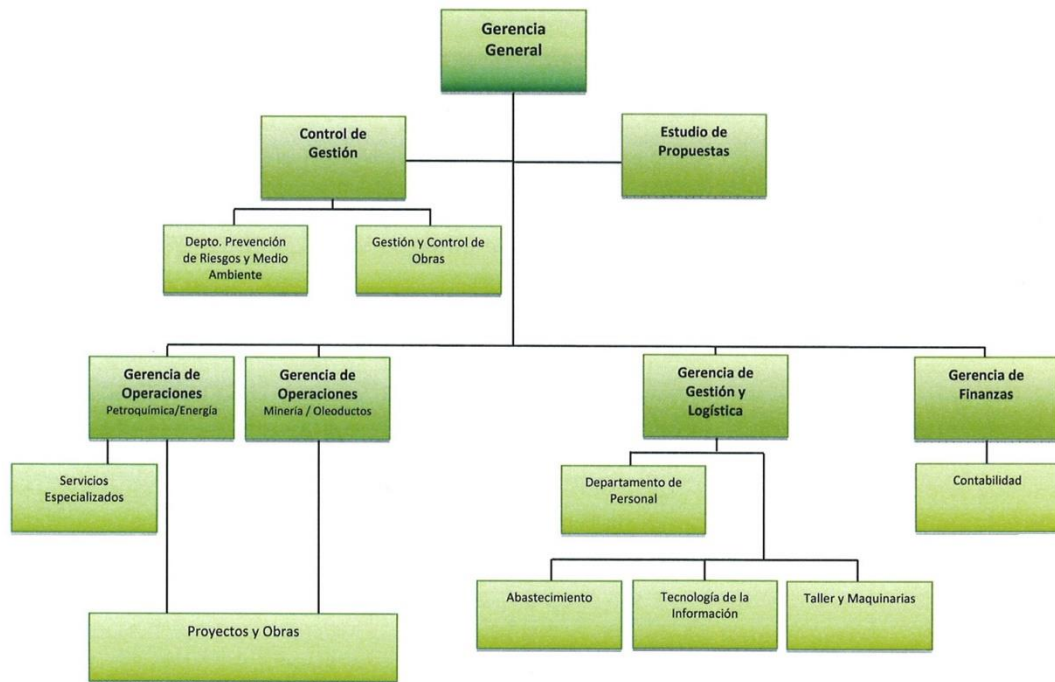 Gerencia
General
Control de
Gestión
Estudio de
Propuestas
Depto. Prevención
de Riesgos y Medio
Ambiente
Gestión y Control de
Obras
Gerencia de
Operaciones
Petroquímica/Energía
Gerencia de
Operaciones
Minería / Oleoductos
Gerencia de
Gestión y
Logística
Gerencia de
Finanzas
Servicios
Especializados
Departamento de
Personal
Contabilidad
Abastecimiento
Tecnología de la
Información
Taller y Maquinarias
Proyectos y Obras